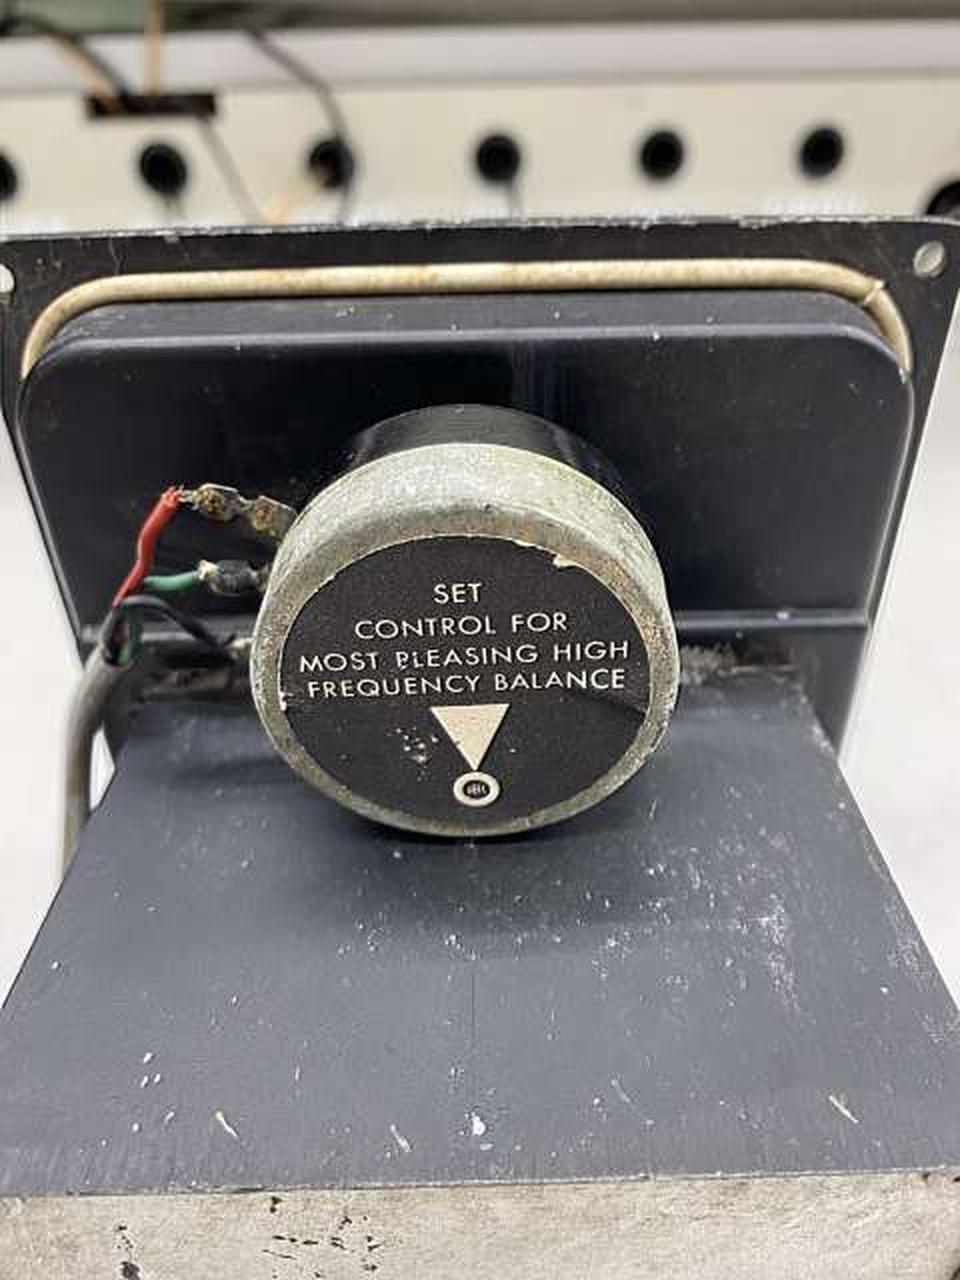 SET
CONTROL FOR
MOST PLEASING HIGH
FREQUENCY BALANCE